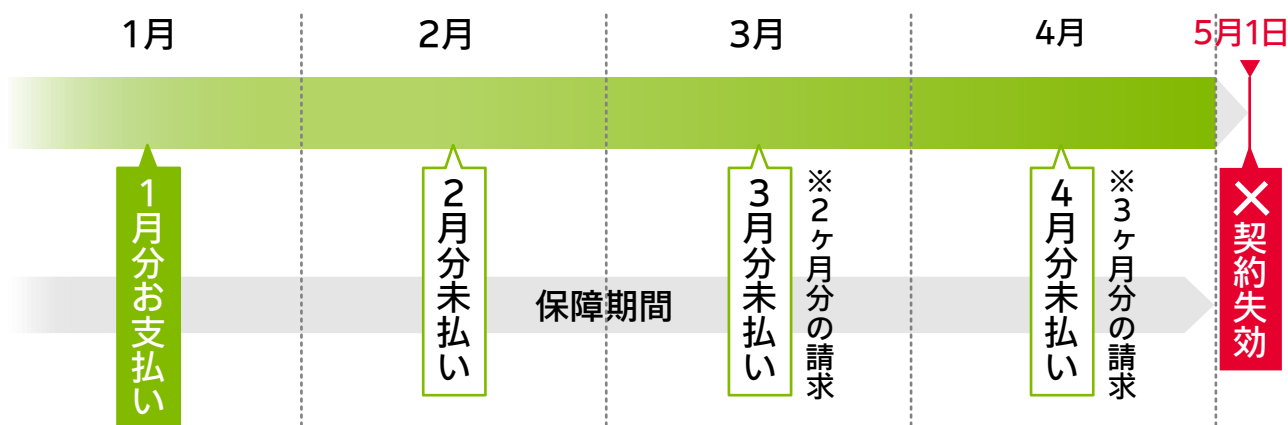 1月
2月
3月
4月
5月1日
1月分お支払い
2月分未払い
3月分未払い
※2ヶ月分の請求
4月分未払い
※3ヶ月分の請求
×契約失効
保障期間